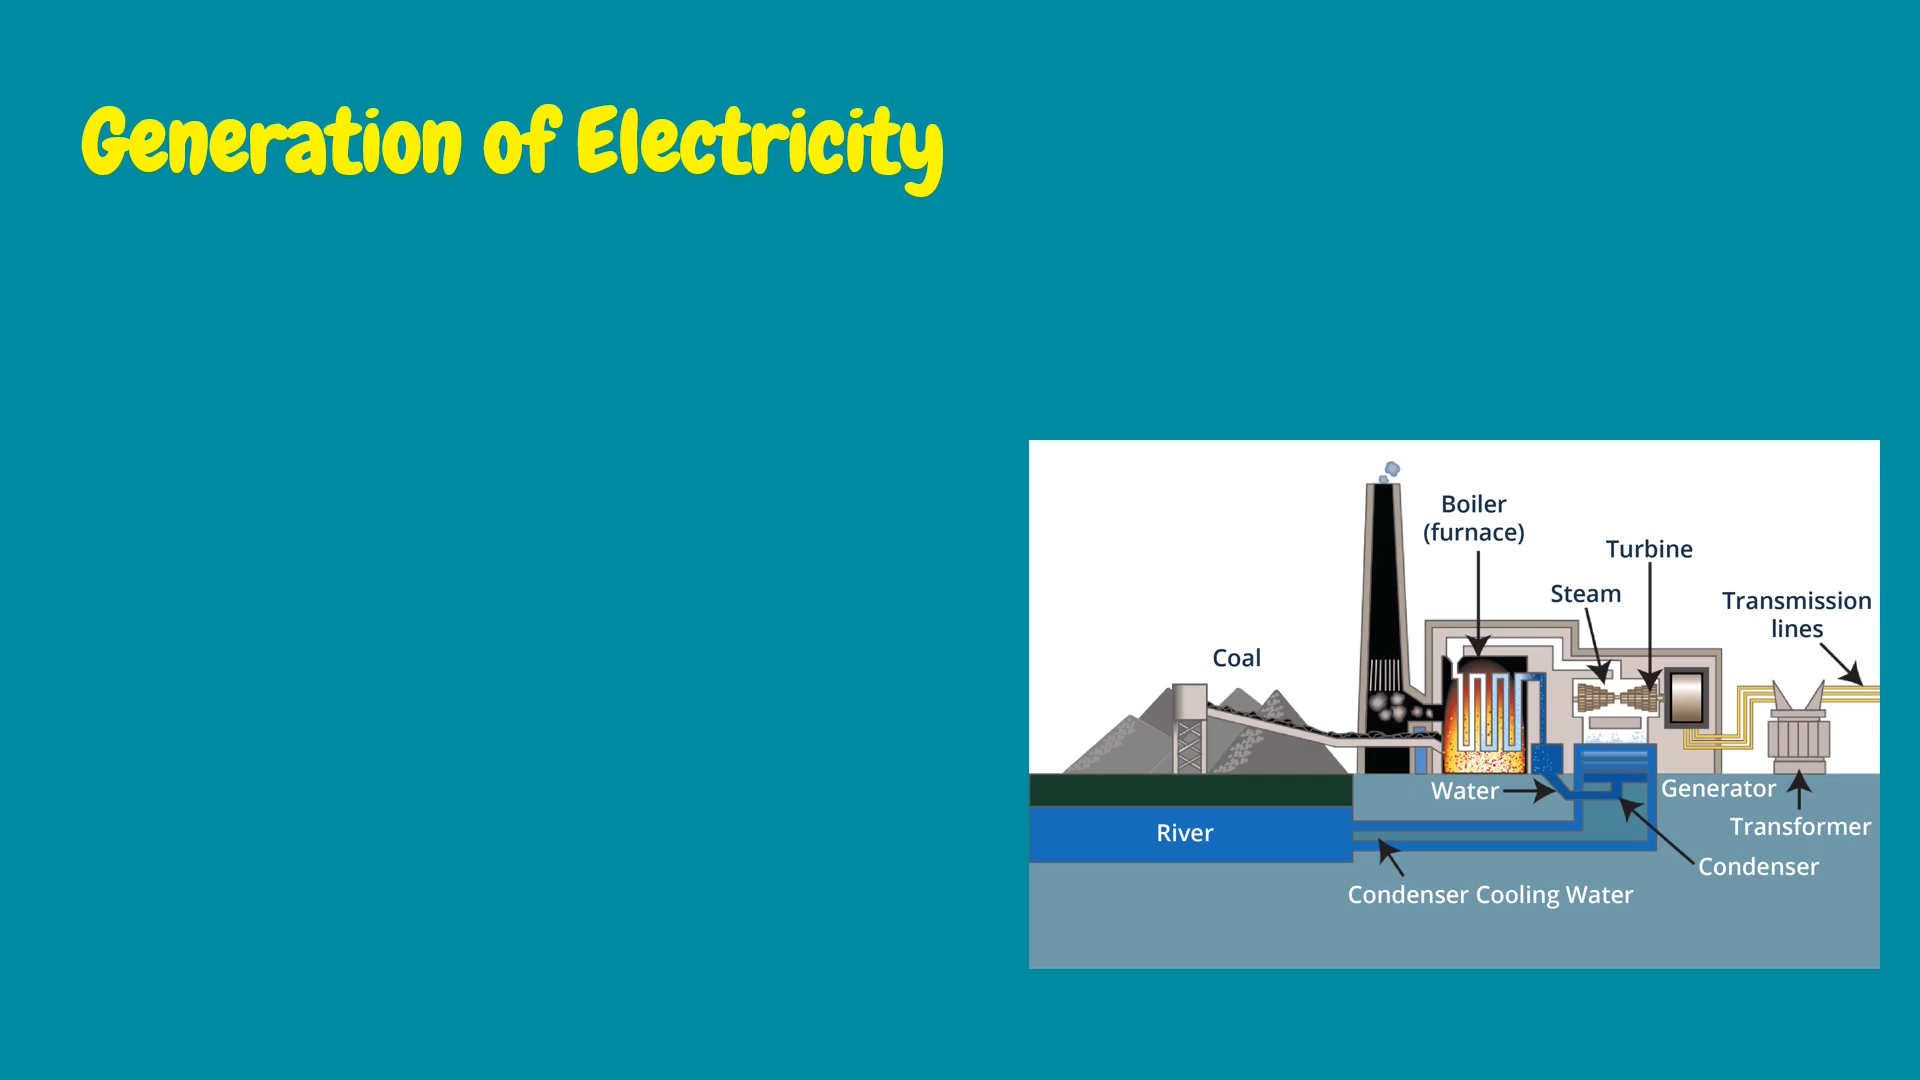 Generation of Electricity
Boiler
(furnace)
Turbine
Steam
Transmission
lines
Coal
Water
Generator
River
Transformer
Condenser
Condenser Cooling Water